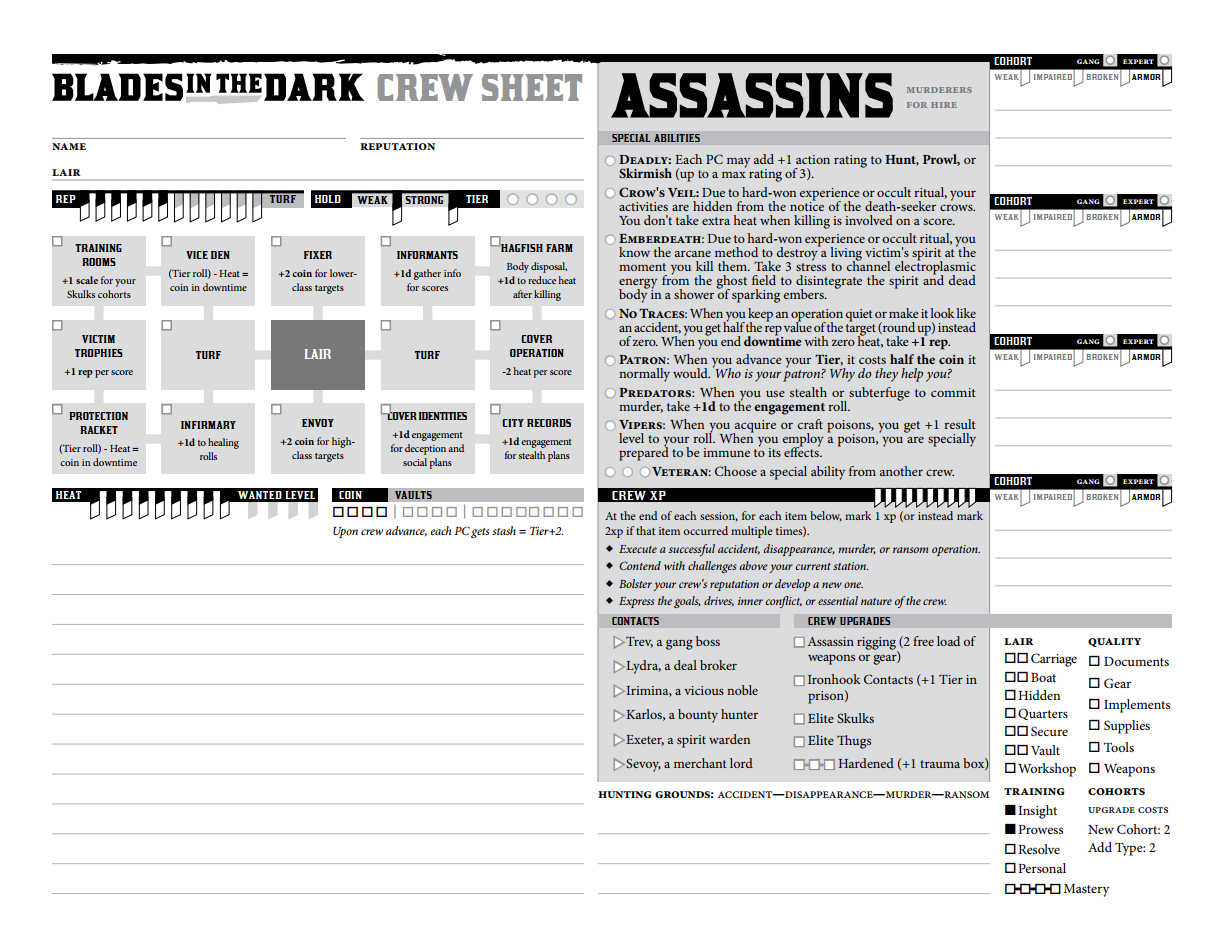 BLADES IN THE DARK CREW SHEET
NAME
REPUTATION
LAIR
REP
TURF
HOLD
WEAK
STRONG
TIER
TRAINING
ROOMS
+1 scale for your
Skulks cohorts
VICE DEN
(Tier roll) - Heat =
coin in downtime
FIXER
+2 coin for lower-
class targets
INFORMANTS
+1d gather info
for scores
HAGFISH FARM
Body disposal,
+1d to reduce heat
after killing
VICTIM
TROPHIES
+1 rep per score
TURF
LAIR
TURF
COVER
OPERATION
-2 heat per score
PROTECTION
RACKET
(Tier roll) - Heat =
coin in downtime
INFIRMARY
+1d to healing
rolls
ENVOY
+2 coin for high-
class targets
COVER IDENTITIES
+1d engagement
for deception and
social plans
CITY RECORDS
+1d engagement
for stealth plans
HEAT
WANTED LEVEL
COIN
VAULTS
Upon crew advance, each PC gets stash = Tier+2.
ASSASSINS
MURDERERS
FOR HIRE
SPECIAL ABILITIES
DEADLY: Each PC may add +1 action rating to Hunt, Prowl, or
Skirmish (up to a max rating of 3).
CROW'S VEIL: Due to hard-won experience or occult ritual, your
activities are hidden from the notice of the death-seeker crows.
You don't take extra heat when killing is involved on a score.
EMBERDEATH: Due to hard-won experience or occult ritual, you
know the arcane method to destroy a living victim's spirit at the
moment you kill them. Take 3 stress to channel electroplasmic
energy from the ghost field to disintegrate the spirit and dead
body in a shower of sparking embers.
NO TRACES: When you keep an operation quiet or make it look like
an accident, you get half the rep value of the target (round up) instead
of zero. When you end downtime with zero heat, take +1 rep.
PATRON: When you advance your Tier, it costs half the coin it
normally would. Who is your patron? Why do they help you?
PREDATORS: When you use stealth or subterfuge to commit
murder, take +1d to the engagement roll.
VIPERS: When you acquire or craft poisons, you get +1 result
level to your roll. When you employ a poison, you are specially
prepared to be immune to its effects.
VETERAN: Choose a special ability from another crew.
CREW XP
At the end of each session, for each item below, mark 1 xp (or instead mark
2xp if that item occurred multiple times).
◆ Execute a successful accident, disappearance, murder, or ransom operation.
◆ Contend with challenges above your current station.
◆ Bolster your crew's reputation or develop a new one.
◆ Express the goals, drives, inner conflict, or essential nature of the crew.
CONTACTS
Trev, a gang boss
Lydra, a deal broker
Irimina, a vicious noble
Karlos, a bounty hunter
Exeter, a spirit warden
Sevoy, a merchant lord
CREW UPGRADES
Assassin rigging (2 free load of
weapons or gear)
Ironhook Contacts (+1 Tier in
prison)
Elite Skulks
Elite Thugs
Hardened (+1 trauma box)
HUNTING GROUNDS: ACCIDENT—DISAPPEARANCE—MURDER—RANSOM
COHORT GANG EXPERT
WEAK IMPAIRED BROKEN ARMOR
COHORT GANG EXPERT
WEAK IMPAIRED BROKEN ARMOR
COHORT GANG EXPERT
WEAK IMPAIRED BROKEN ARMOR
COHORT GANG EXPERT
WEAK IMPAIRED BROKEN ARMOR
LAIR
Carriage
Boat
Hidden
Quarters
Secure
Vault
Workshop
QUALITY
Documents
Gear
Implements
Supplies
Tools
Weapons
TRAINING
Insight
Prowess
Resolve
Personal
Mastery
COHORTS
UPGRADE COSTS
New Cohort: 2
Add Type: 2